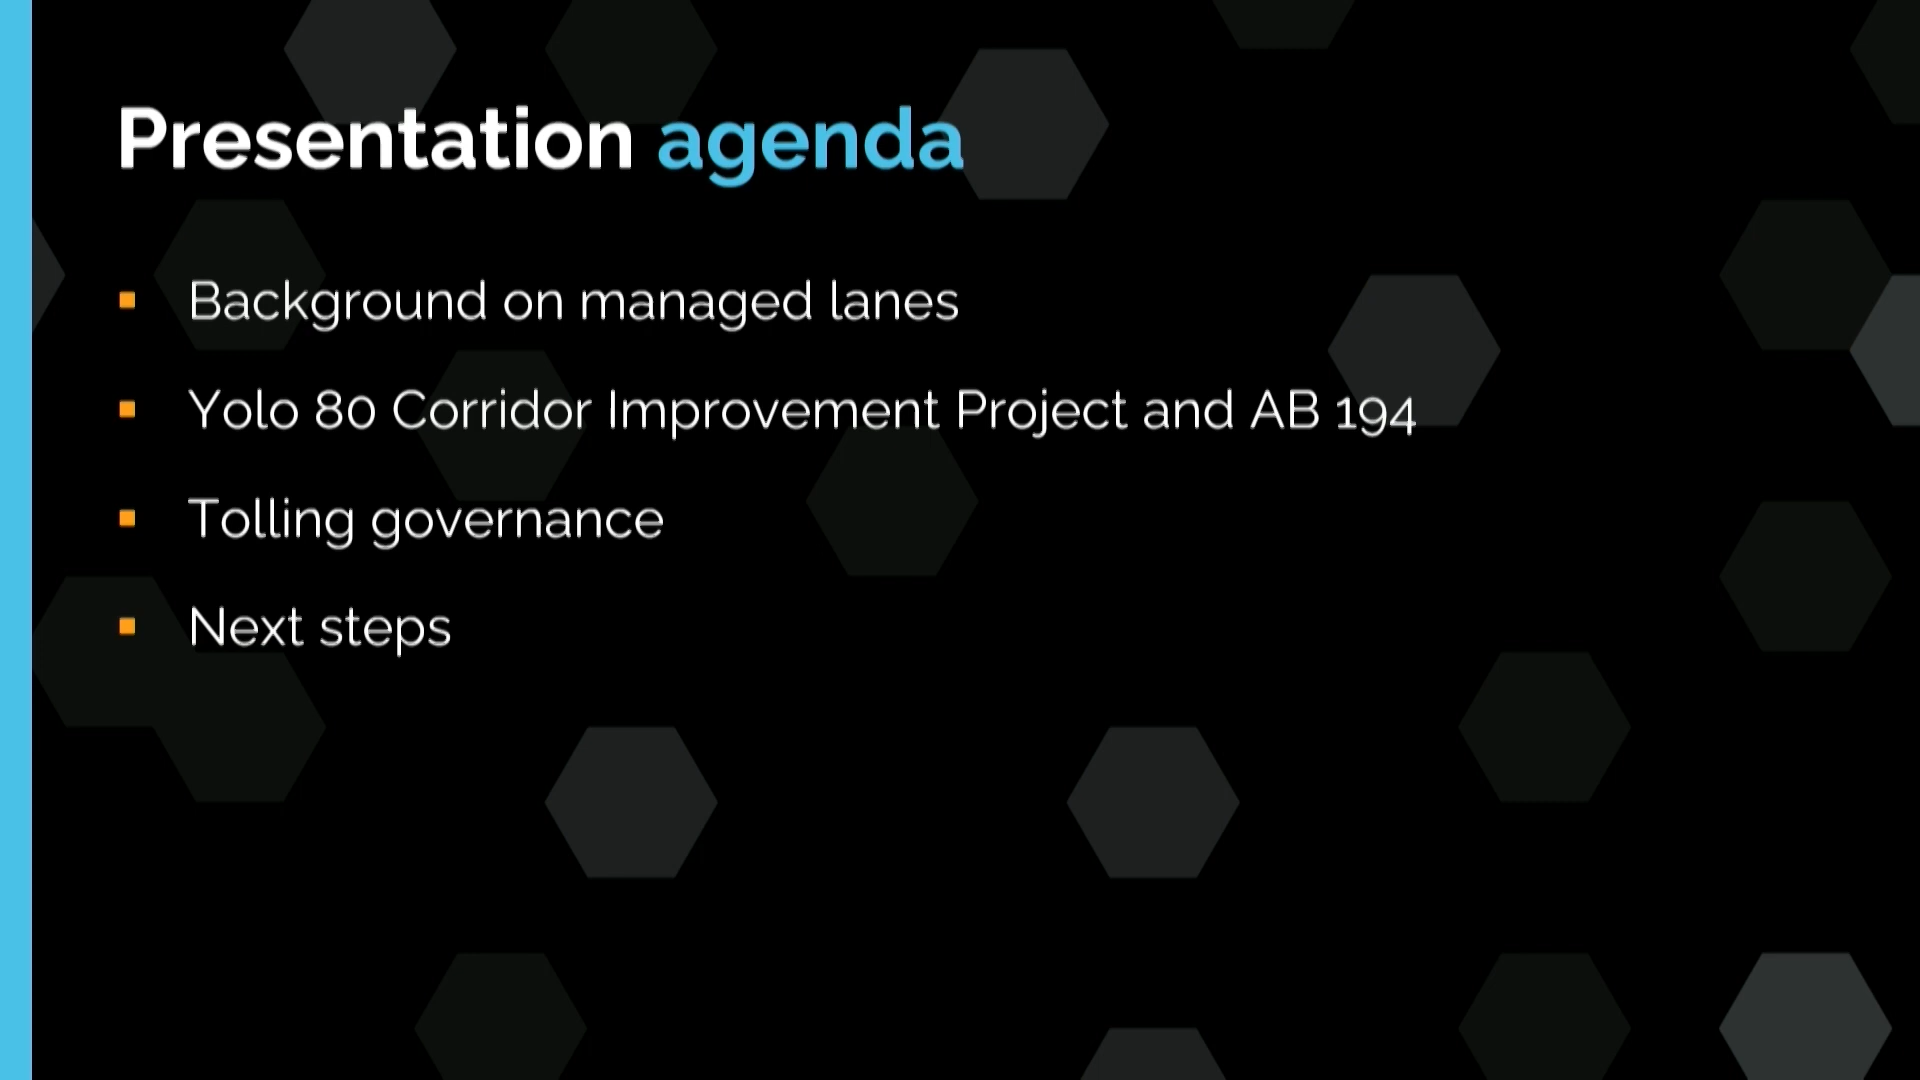 Presentation agenda
Background on managed lanes
Yolo 80 Corridor Improvement Project and AB 194
Tolling governance
Next steps